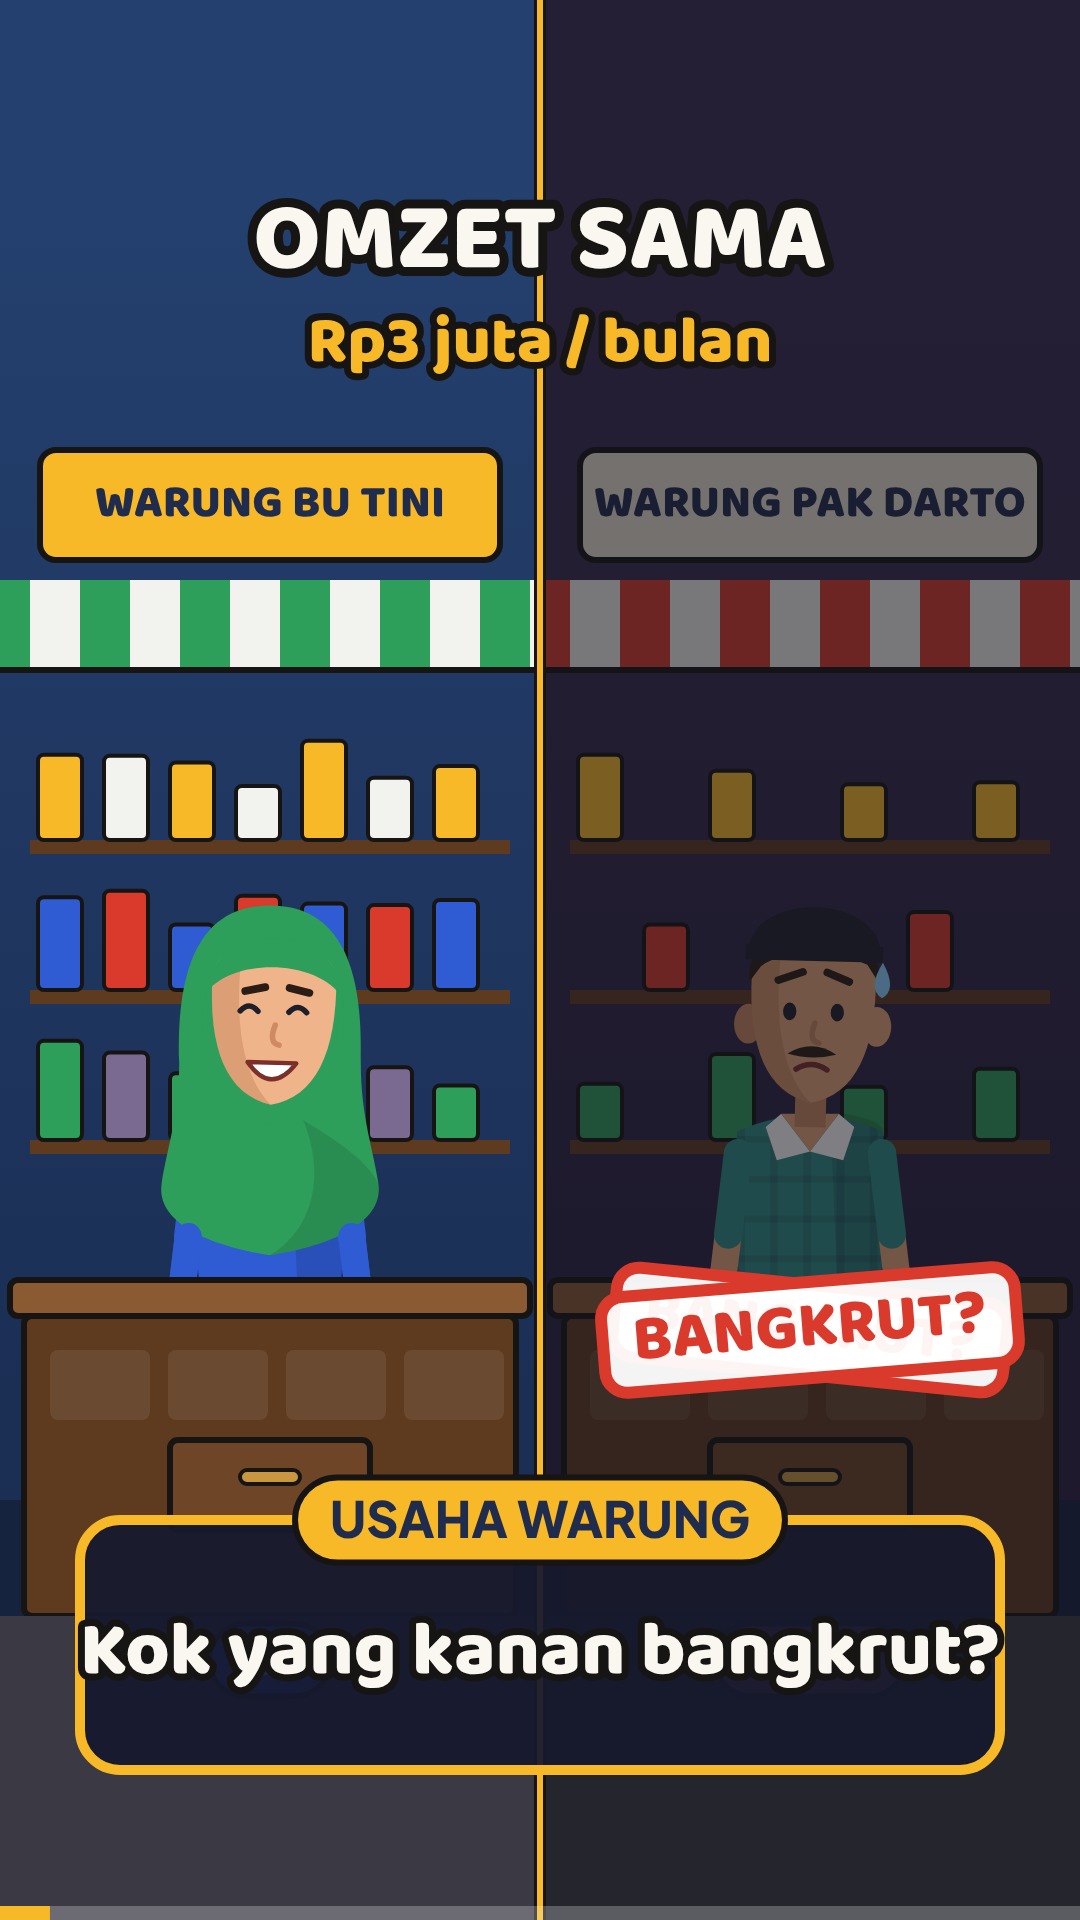 OMZET SAMA
Rp3 juta / bulan
WARUNG BU TINI
WARUNG PAK DARTO
BANGKRUT?
USAHA WARUNG
Kok yang kanan bangkrut?